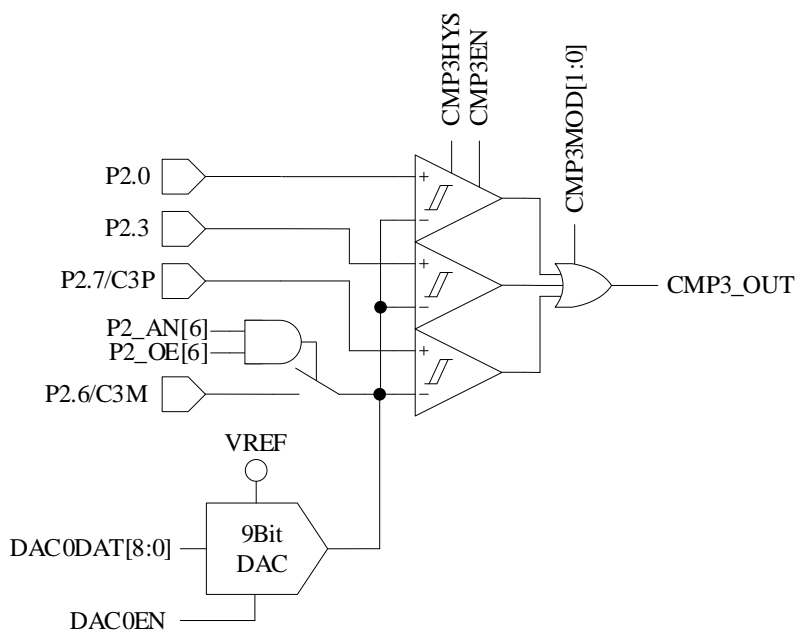 CMP3HYS
CMP3EN
CMP3MOD[1:0]
P2.0
+
−
P2.3
+
−
P2.7/C3P
CMP3_OUT
P2_AN[6]
P2_OE[6]
+
−
P2.6/C3M
VREF
DAC0DAT[8:0]
9Bit
DAC
DAC0EN